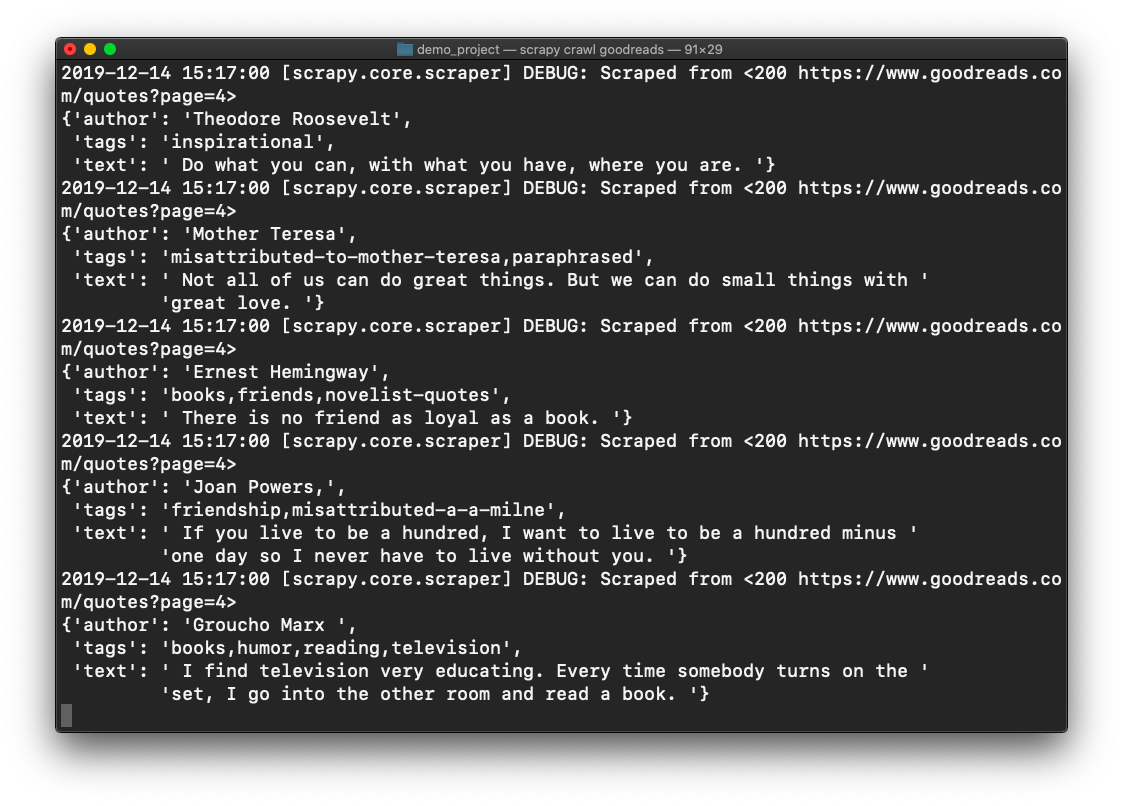 demo_project — scrapy crawl goodreads — 91×29
2019-12-14 15:17:00 [scrapy.core.scraper] DEBUG: Scraped from <200 https://www.goodreads.co
m/quotes?page=4>
{'author': 'Theodore Roosevelt',
 'tags': 'inspirational',
 'text': ' Do what you can, with what you have, where you are. '}
2019-12-14 15:17:00 [scrapy.core.scraper] DEBUG: Scraped from <200 https://www.goodreads.co
m/quotes?page=4>
{'author': 'Mother Teresa',
 'tags': 'misattributed-to-mother-teresa,paraphrased',
 'text': ' Not all of us can do great things. But we can do small things with '
         'great love. '}
2019-12-14 15:17:00 [scrapy.core.scraper] DEBUG: Scraped from <200 https://www.goodreads.co
m/quotes?page=4>
{'author': 'Ernest Hemingway',
 'tags': 'books,friends,novelist-quotes',
 'text': ' There is no friend as loyal as a book. '}
2019-12-14 15:17:00 [scrapy.core.scraper] DEBUG: Scraped from <200 https://www.goodreads.co
m/quotes?page=4>
{'author': 'Joan Powers,',
 'tags': 'friendship,misattributed-a-a-milne',
 'text': ' If you live to be a hundred, I want to live to be a hundred minus '
         'one day so I never have to live without you. '}
2019-12-14 15:17:00 [scrapy.core.scraper] DEBUG: Scraped from <200 https://www.goodreads.co
m/quotes?page=4>
{'author': 'Groucho Marx ',
 'tags': 'books,humor,reading,television',
 'text': ' I find television very educating. Every time somebody turns on the '
         'set, I go into the other room and read a book. '}